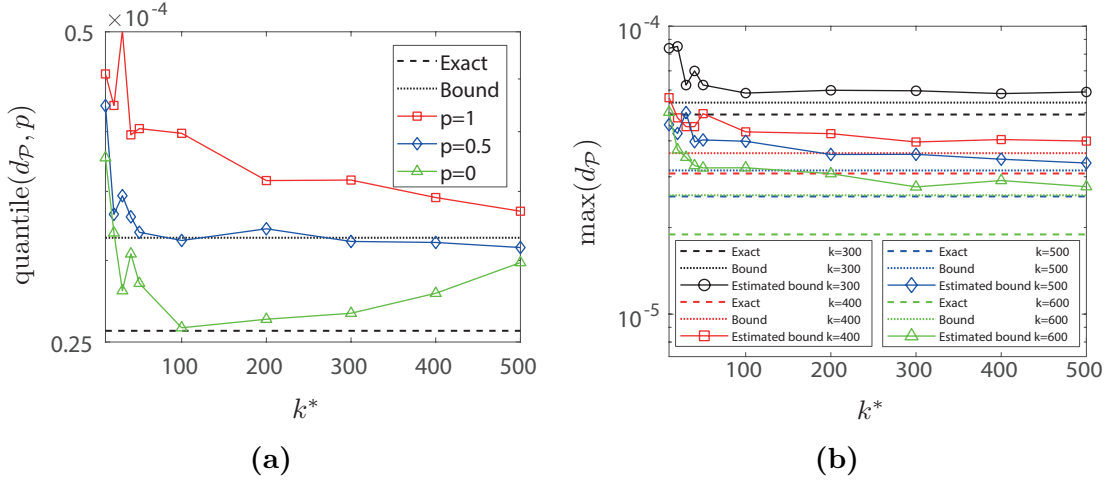 ×10⁻⁴
0.5
0.25
quantile(d_𝒫, p)
Exact
Bound
p=1
p=0.5
p=0
100 200 300 400 500
k*
(a)
10⁻⁴
10⁻⁵
max(d_𝒫)
Exact k=300
Bound k=300
Estimated bound k=300
Exact k=400
Bound k=400
Estimated bound k=400
Exact k=500
Bound k=500
Estimated bound k=500
Exact k=600
Bound k=600
Estimated bound k=600
100 200 300 400 500
k*
(b)